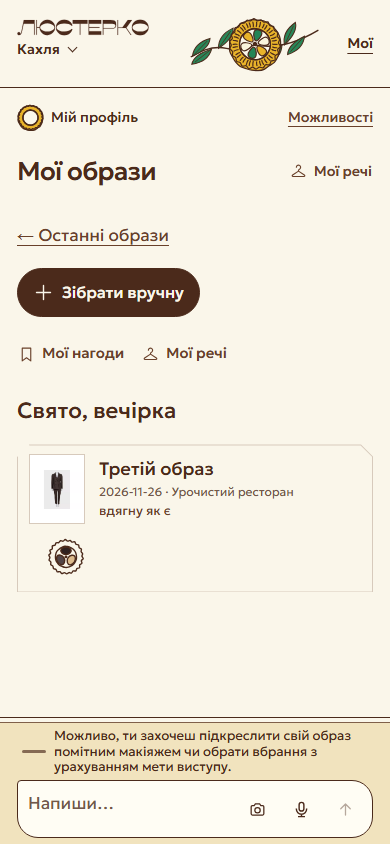 ЛЮСТЕРКО
Кахля
Мої
Мій профіль
Можливості
Мої образи
Мої речі
← Останні образи
Зібрати вручну
Мої нагоди
Мої речі
Свято, вечірка
Третій образ
2026-11-26 · Урочистий ресторан
вдягну як є
Можливо, ти захочеш підкреслити свій образ
помітним макіяжем чи обрати вбрання з
урахуванням мети виступу.
Напиши...